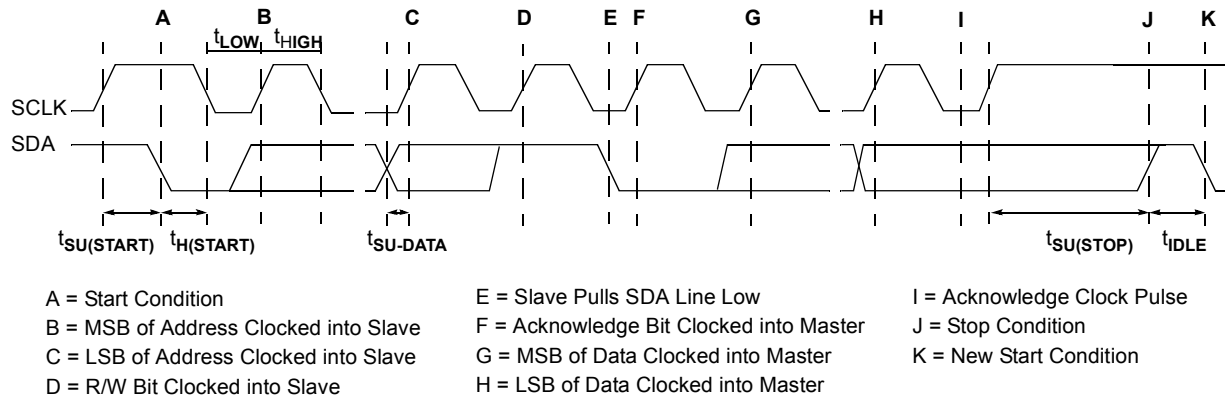 A B C D E F G H I J K
tLOW tHIGH
SCLK
SDA
tSU(START) tH(START) tSU-DATA tSU(STOP) tIDLE
A = Start Condition
B = MSB of Address Clocked into Slave
C = LSB of Address Clocked into Slave
D = R/W Bit Clocked into Slave
E = Slave Pulls SDA Line Low
F = Acknowledge Bit Clocked into Master
G = MSB of Data Clocked into Master
H = LSB of Data Clocked into Master
I = Acknowledge Clock Pulse
J = Stop Condition
K = New Start Condition